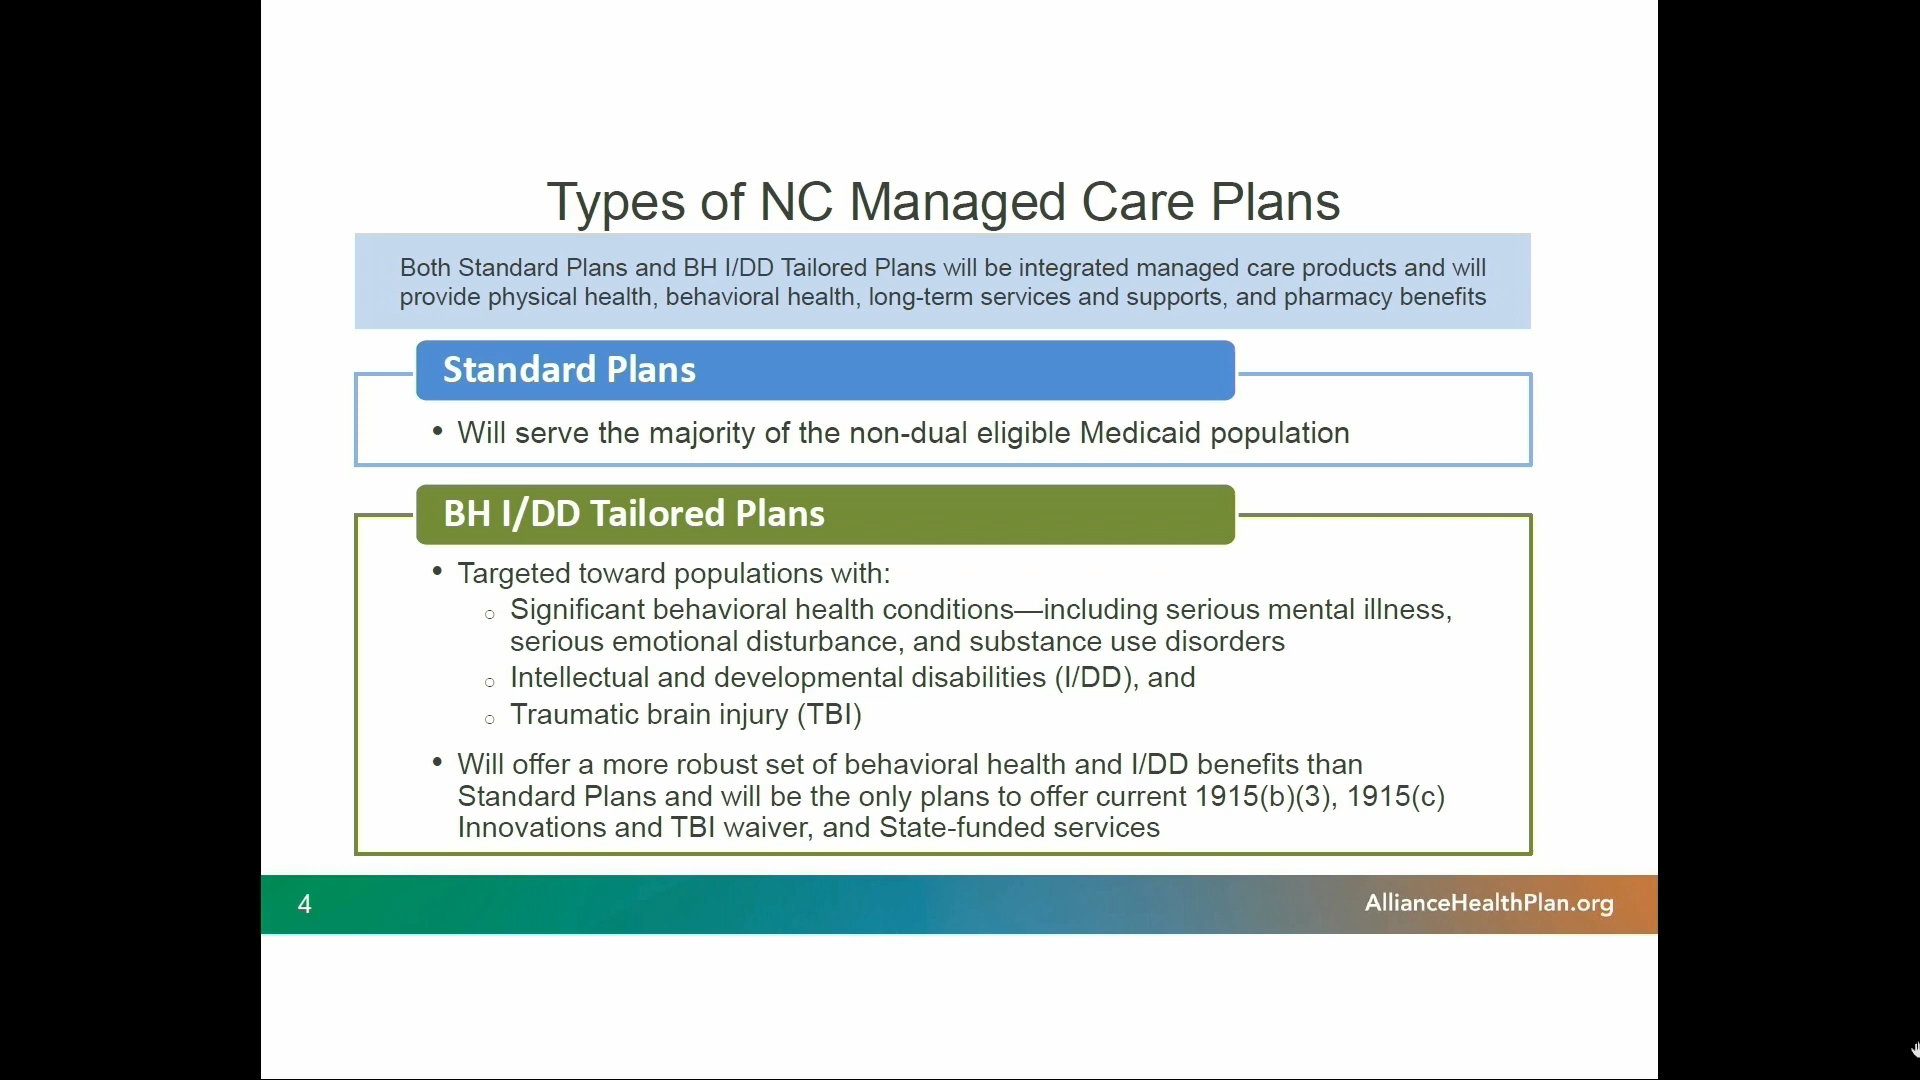 Types of NC Managed Care Plans
Both Standard Plans and BH I/DD Tailored Plans will be integrated managed care products and will
provide physical health, behavioral health, long-term services and supports, and pharmacy benefits
Standard Plans
• Will serve the majority of the non-dual eligible Medicaid population
BH I/DD Tailored Plans
• Targeted toward populations with:
○ Significant behavioral health conditions—including serious mental illness,
serious emotional disturbance, and substance use disorders
○ Intellectual and developmental disabilities (I/DD), and
○ Traumatic brain injury (TBI)
• Will offer a more robust set of behavioral health and I/DD benefits than
Standard Plans and will be the only plans to offer current 1915(b)(3), 1915(c)
Innovations and TBI waiver, and State-funded services
4
AllianceHealthPlan.org